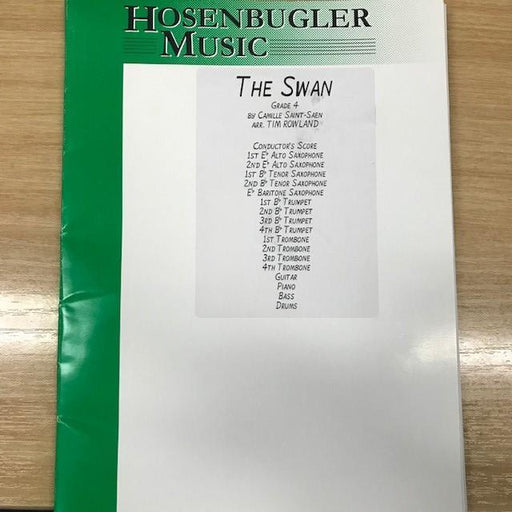 HOSENBUGLER
MUSIC
THE SWAN
GRADE 4
BY CAMILLE SAINT-SAEN
ARR. TIM ROWLAND
CONDUCTOR'S SCORE
1ST E♭ ALTO SAXOPHONE
2ND E♭ ALTO SAXOPHONE
1ST B♭ TENOR SAXOPHONE
2ND B♭ TENOR SAXOPHONE
E♭ BARITONE SAXOPHONE
1ST B♭ TRUMPET
2ND B♭ TRUMPET
3RD B♭ TRUMPET
4TH B♭ TRUMPET
1ST TROMBONE
2ND TROMBONE
3RD TROMBONE
4TH TROMBONE
GUITAR
PIANO
BASS
DRUMS